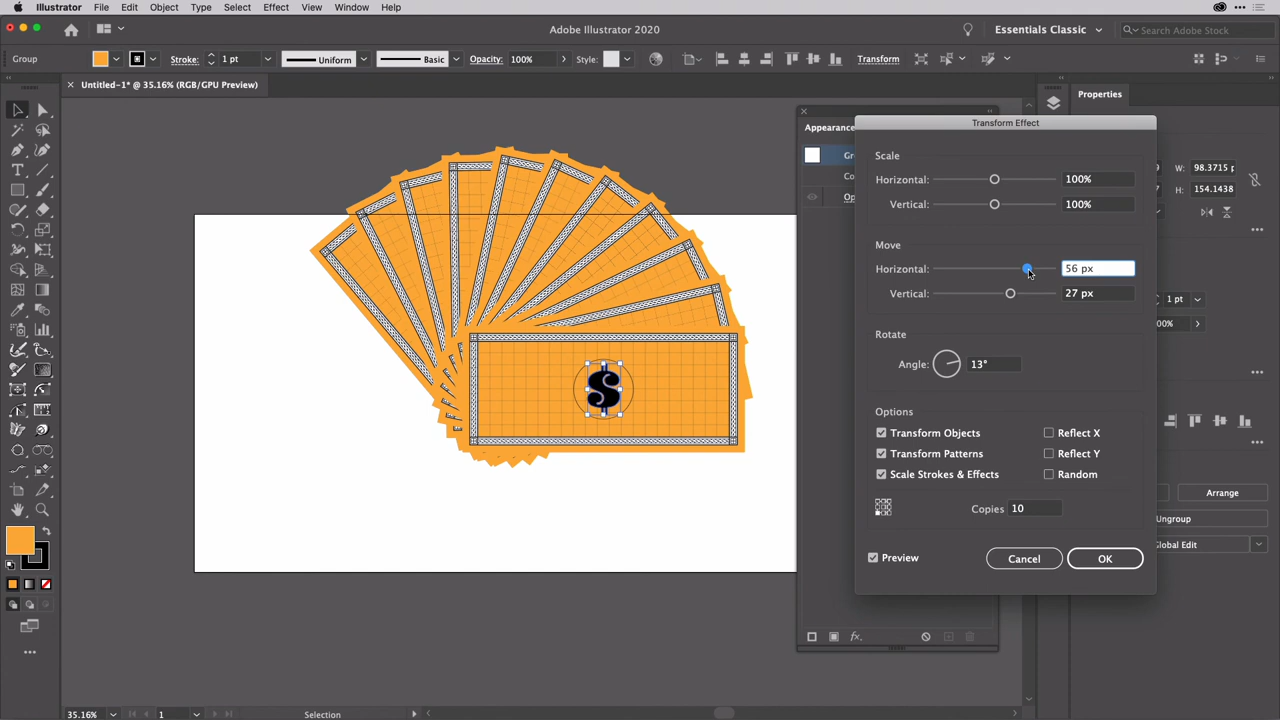 Illustrator File Edit Object Type Select Effect View Window Help
Adobe Illustrator 2020
Essentials Classic
Search Adobe Stock
Group Stroke: 1 pt Uniform Basic Opacity: 100% Style: Transform
× Untitled-1* @ 35.16% (RGB/GPU Preview)
Properties
Appearance
Transform Effect
Scale
Horizontal: 100%
Vertical: 100%
Move
Horizontal: 56 px
Vertical: 27 px
Rotate
Angle: 13°
Options
Transform Objects Reflect X
Transform Patterns Reflect Y
Scale Strokes & Effects Random
Copies 10
Preview Cancel OK
Gr
Co
Op
W: 98.3715 p
H: 154.1438
1 pt
00%
Arrange
Ungroup
Global Edit
$
fx.
35.16% 1 Selection